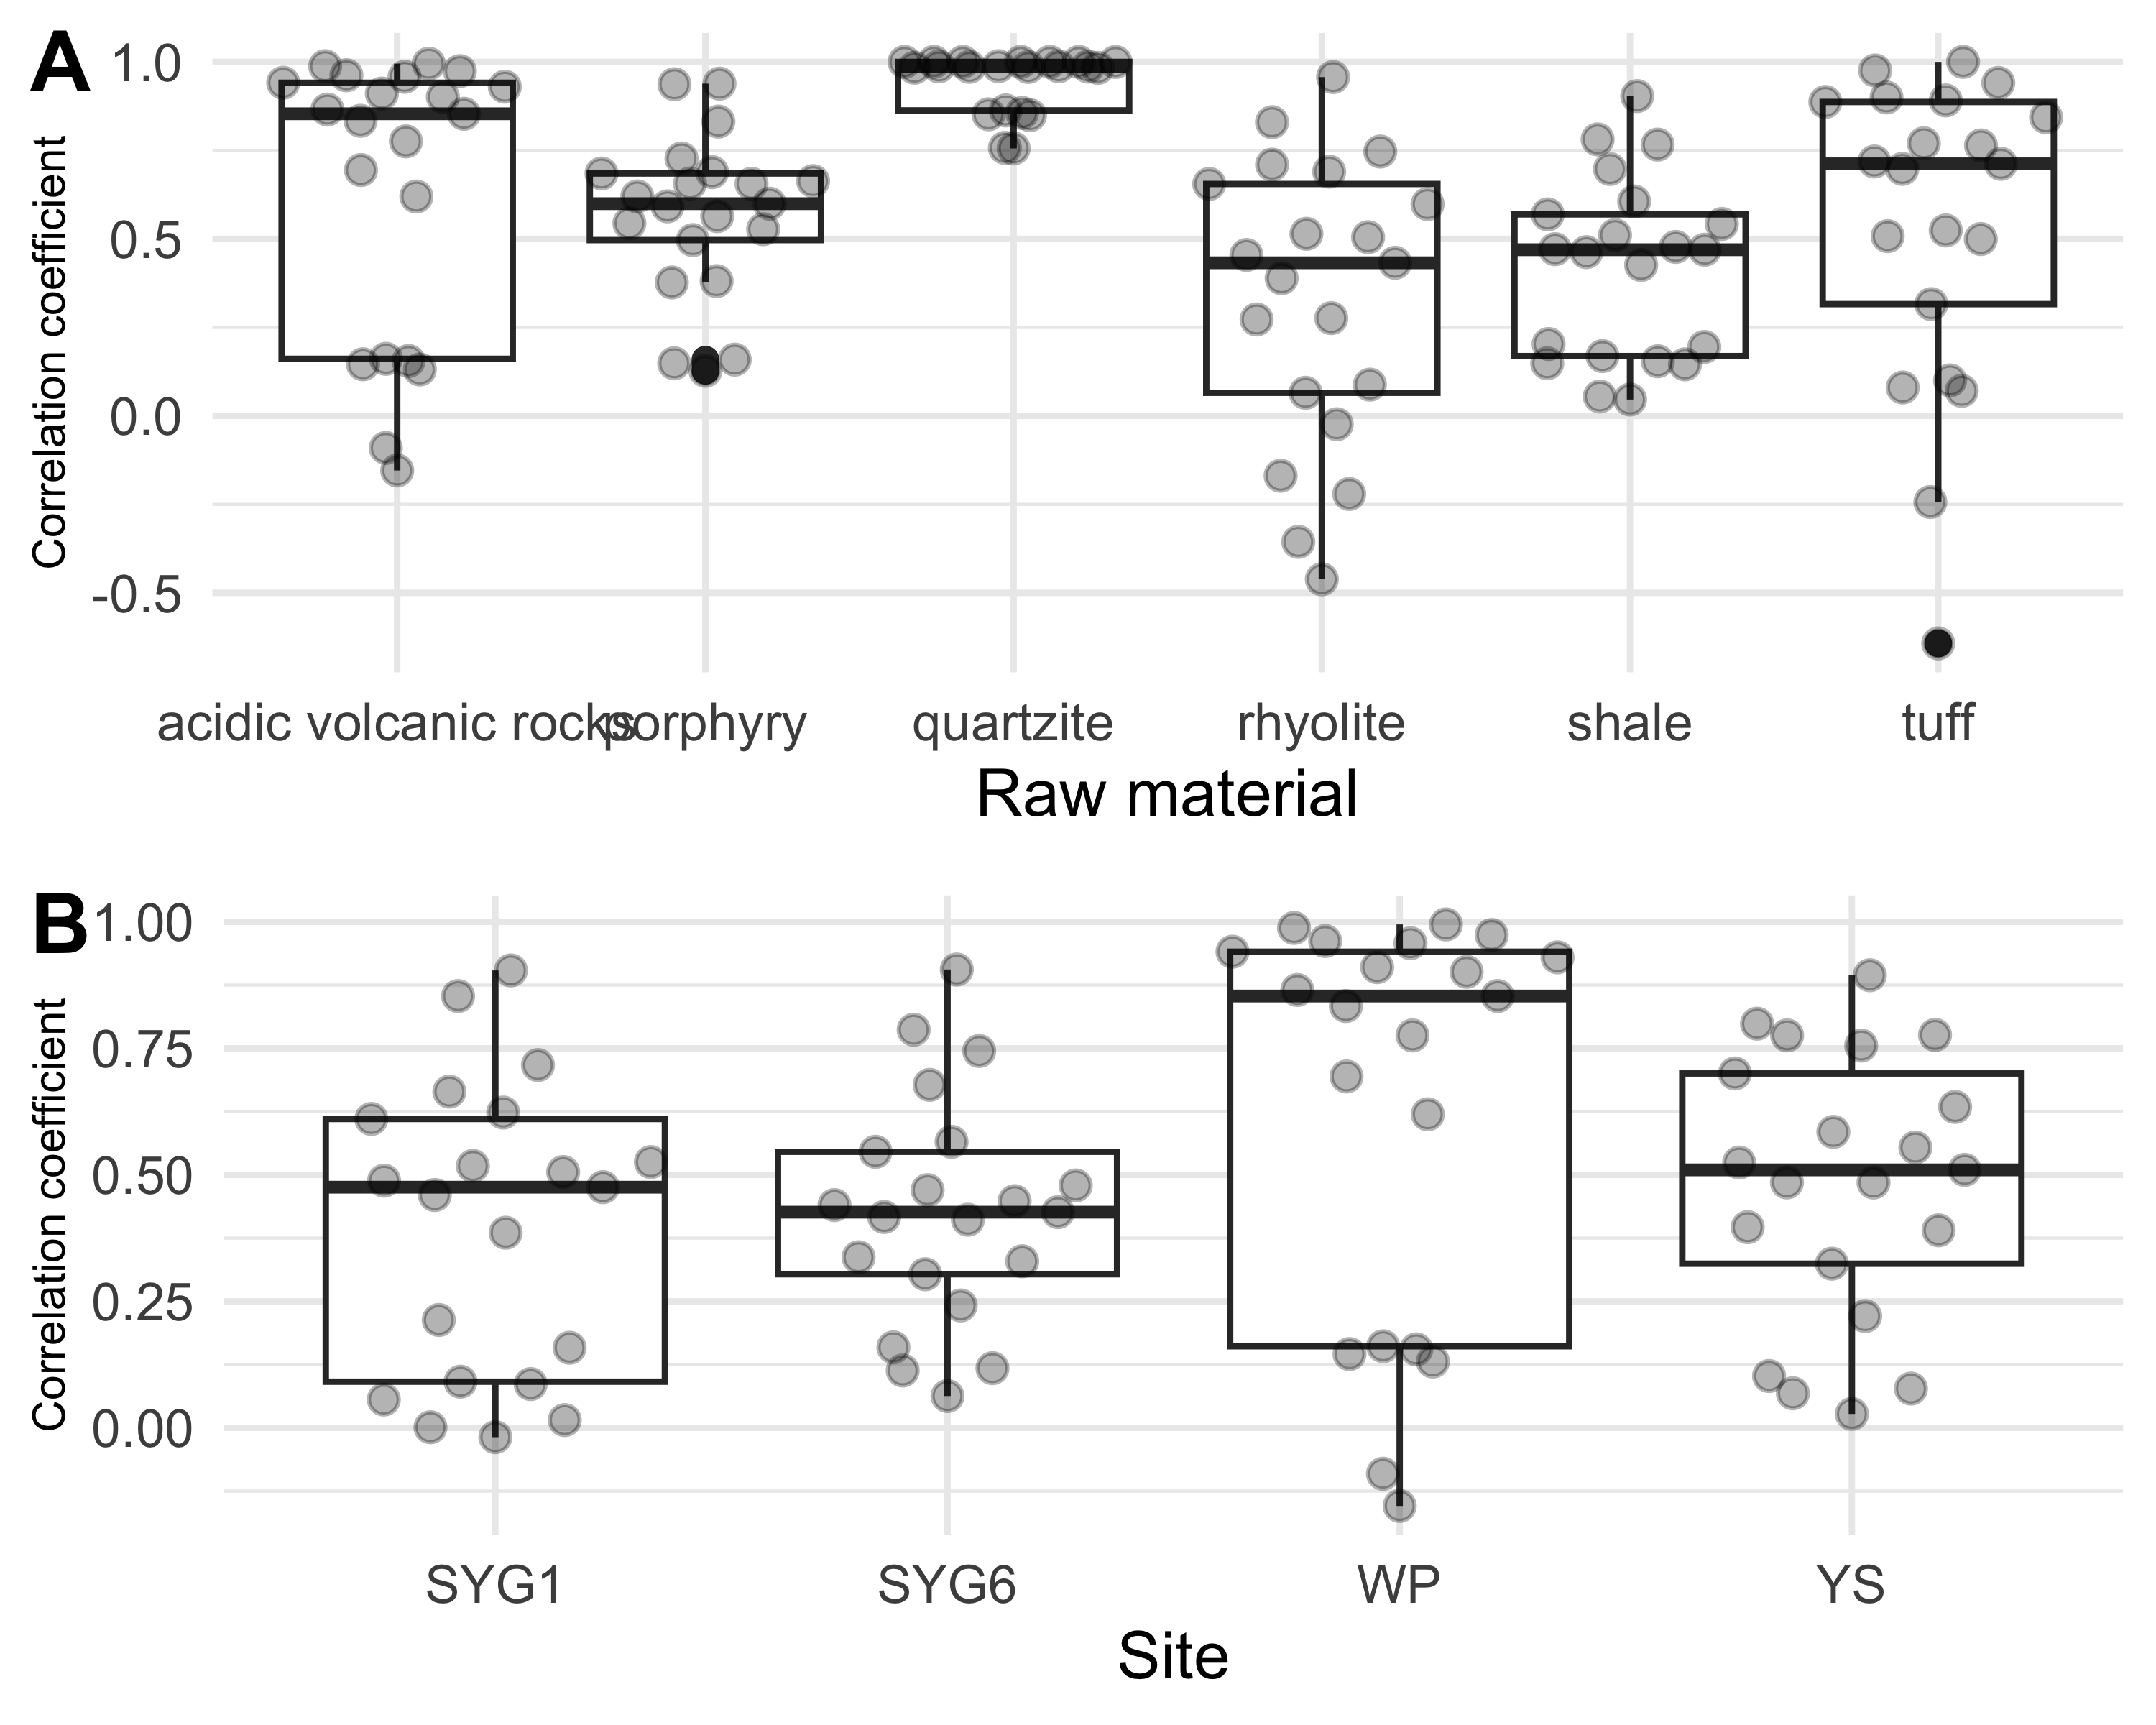 A
Correlation coefficient
1.0
0.5
0.0
-0.5
acidic volcanic rocks porphyry quartzite rhyolite shale tuff
Raw material
B
Correlation coefficient
1.00
0.75
0.50
0.25
0.00
SYG1 SYG6 WP YS
Site